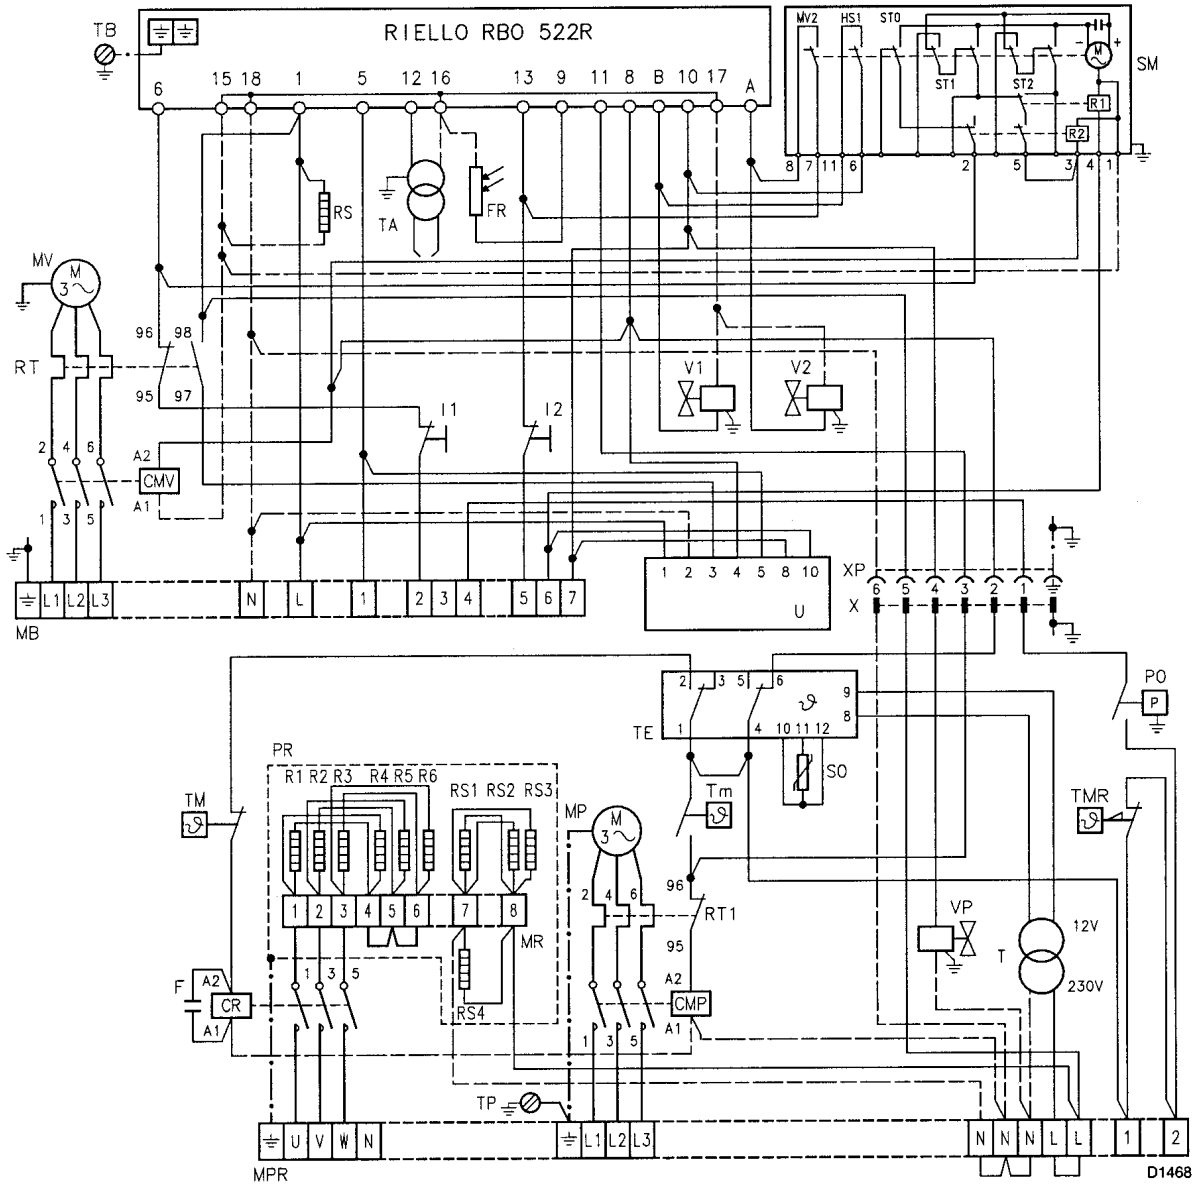 RIELLO RBO 522R
TB
6 15 18 1 5 12 16 13 9 11 8 B 10 17 A
MV2 HS1 ST0
M
- +
SM
ST1 ST2
R1
R2
8 7 11 6 2 5 3 4 1
RS
TA
FR
MV
M
3~
96 98
RT
95 97
V1 V2
I1 I2
2 4 6
A2
CMV
A1
1 3 5
L1 L2 L3 N L 1 2 3 4 5 6 7
MB
1 2 3 4 5 8 10
U
XP
6 5 4 3 2 1
X
2 3 5 6
ϑ
9
8
1 4 10 11 12
TE
SO
PO
P
PR
R1 R2 R3 R4 R5 R6
RS1 RS2 RS3
TM
ϑ
MP
M
3~
Tm
ϑ
TMR
ϑ
1 2 3 4 5 6 7 8
MR
2 4 6
96
RT1
95
VP
T
12V
230V
F
A2
CR
A1
1 3 5
RS4
A2
CMP
A1
1 3 5
TP
U V W N L1 L2 L3 N N N L L 1 2
MPR
D1468